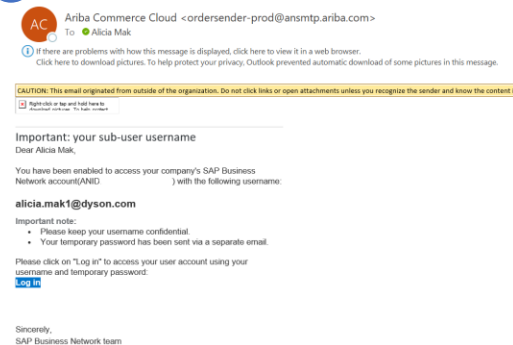 AC
Ariba Commerce Cloud <ordersender-prod@ansmtp.ariba.com>
To Alicia Mak
If there are problems with how this message is displayed, click here to view it in a web browser.
Click here to download pictures. To help protect your privacy, Outlook prevented automatic download of some pictures in this message.
CAUTION: This email originated from outside of the organization. Do not click links or open attachments unless you recognize the sender and know the content i
Right-click or tap and hold here to
download pictures. To help protect
Important: your sub-user username
Dear Alicia Mak,
You have been enabled to access your company's SAP Business
Network account(ANID ) with the following username:
alicia.mak1@dyson.com
Important note:
• Please keep your username confidential.
• Your temporary password has been sent via a separate email.
Please click on "Log in" to access your user account using your
username and temporary password:
Log in
Sincerely,
SAP Business Network team